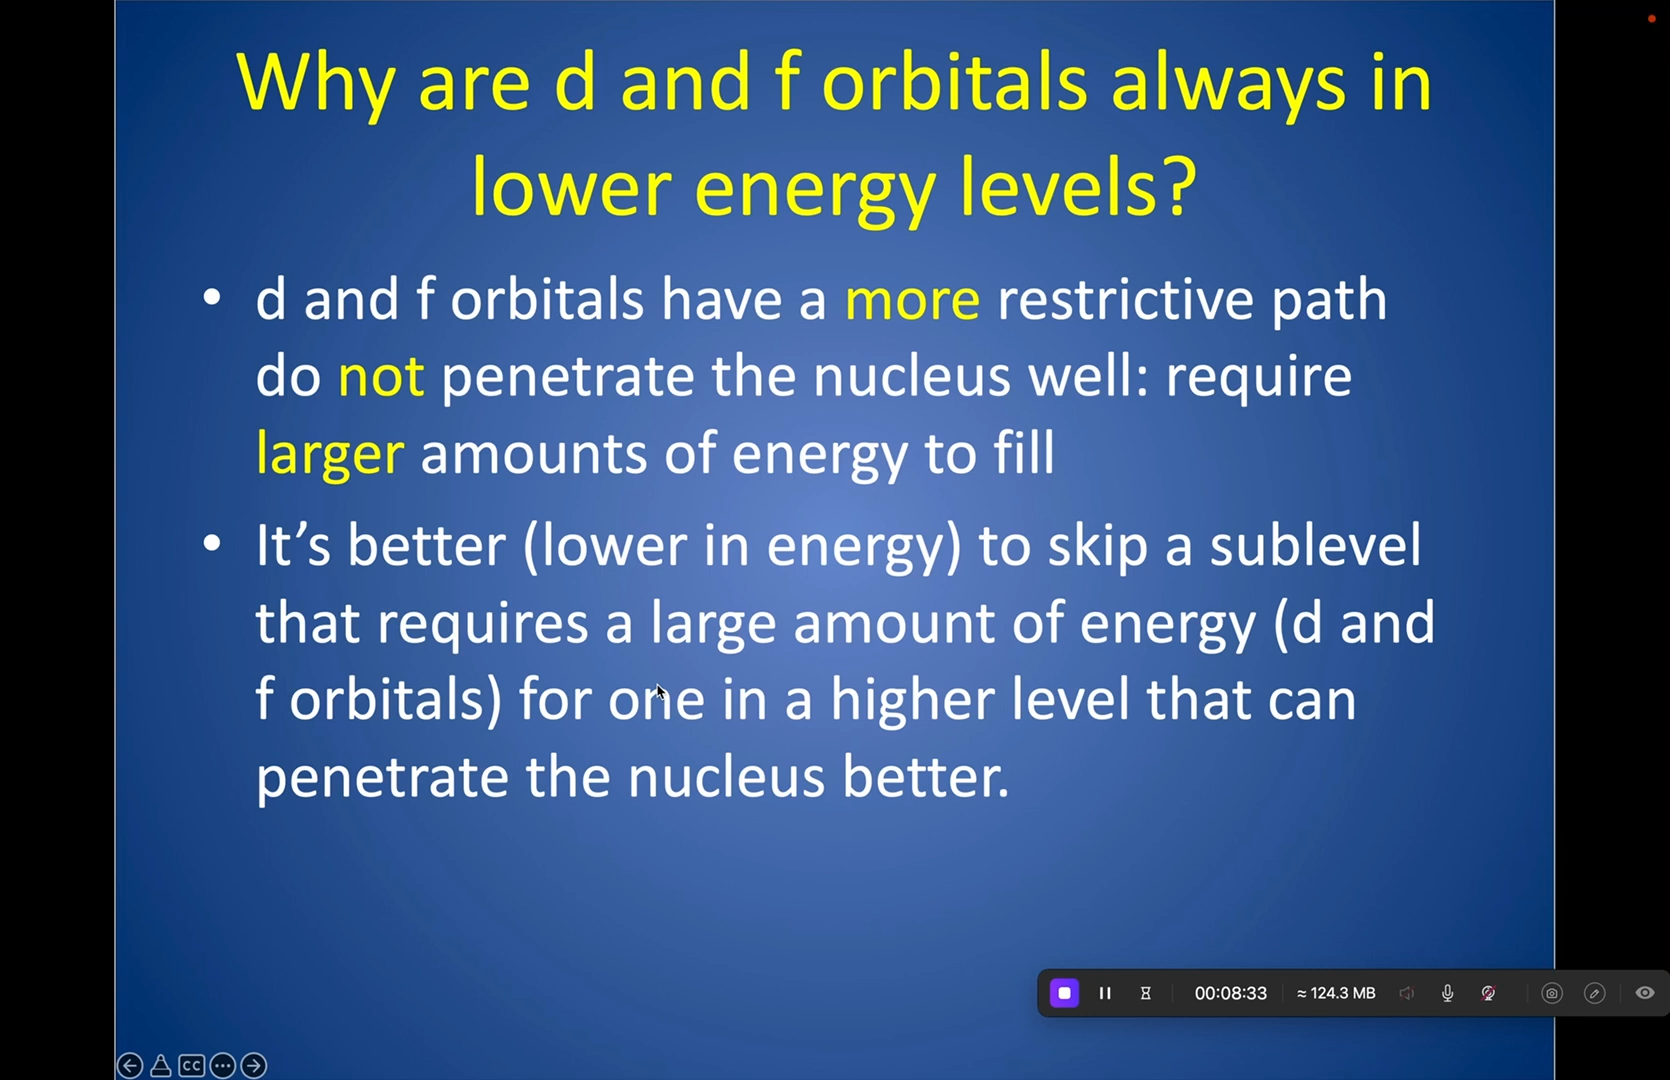 Why are d and f orbitals always in
lower energy levels?
• d and f orbitals have a more restrictive path
do not penetrate the nucleus well: require
larger amounts of energy to fill
• It’s better (lower in energy) to skip a sublevel
that requires a large amount of energy (d and
f orbitals) for one in a higher level that can
penetrate the nucleus better.
00:08:33 ≈ 124.3 MB
CC